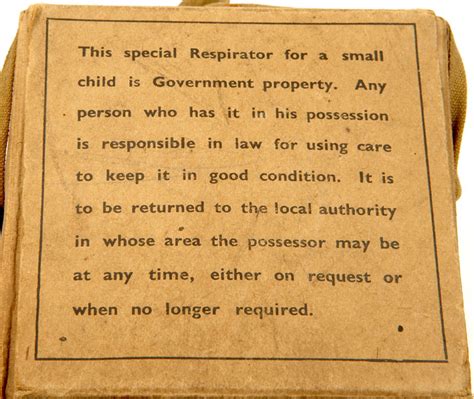 This special Respirator for a small
child is Government property. Any
person who has it in his possession
is responsible in law for using care
to keep it in good condition. It is
to be returned to the local authority
in whose area the possessor may be
at any time, either on request or
when no longer required.